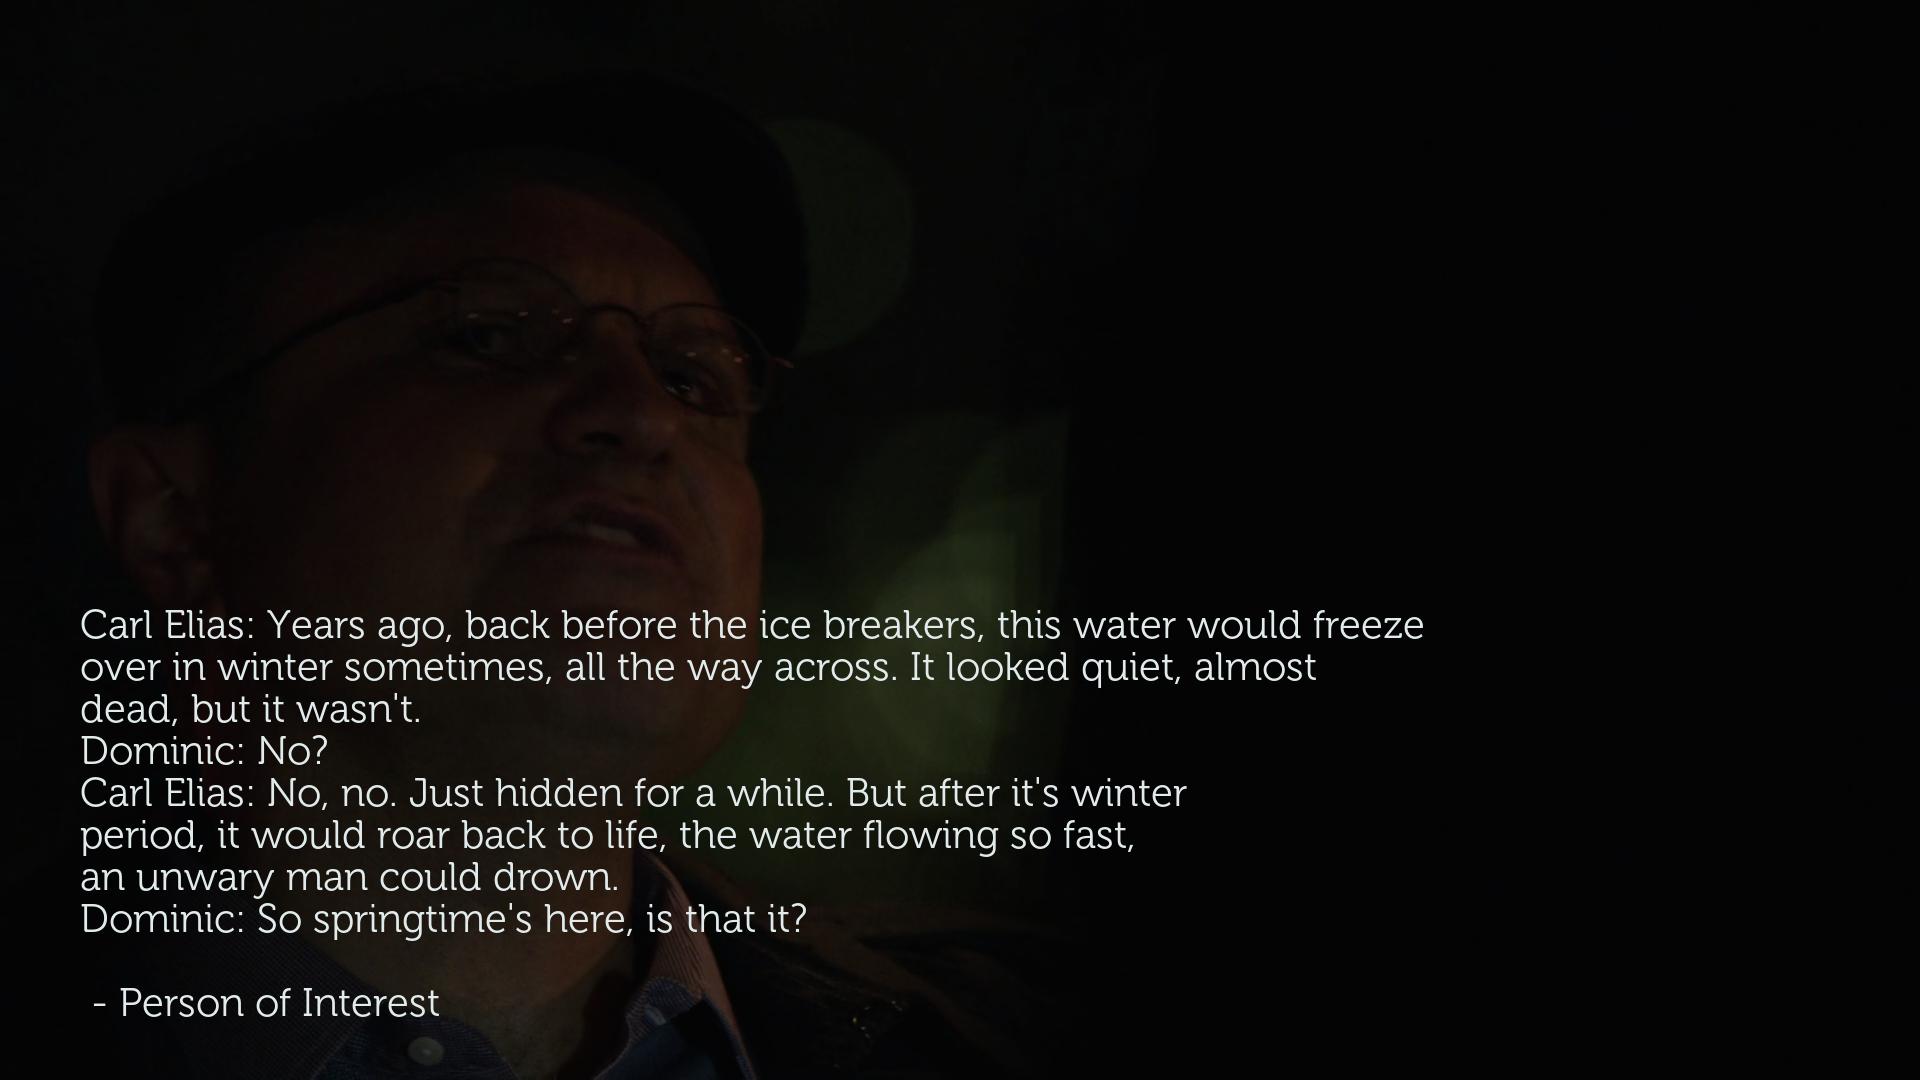 Carl Elias: Years ago, back before the ice breakers, this water would freeze
over in winter sometimes, all the way across. It looked quiet, almost
dead, but it wasn't.
Dominic: No?
Carl Elias: No, no. Just hidden for a while. But after it's winter
period, it would roar back to life, the water flowing so fast,
an unwary man could drown.
Dominic: So springtime's here, is that it?
- Person of Interest